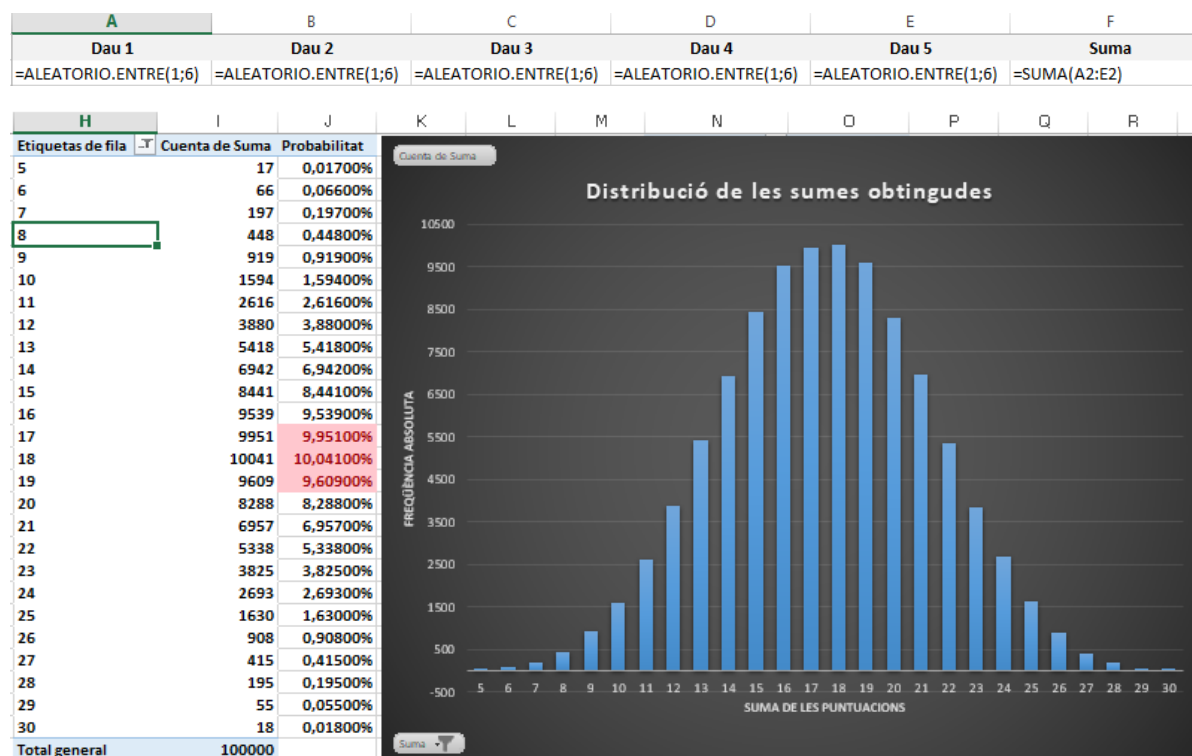 A B C D E F
Dau 1 Dau 2 Dau 3 Dau 4 Dau 5 Suma
=ALEATORIO.ENTRE(1;6) =ALEATORIO.ENTRE(1;6) =ALEATORIO.ENTRE(1;6) =ALEATORIO.ENTRE(1;6) =ALEATORIO.ENTRE(1;6) =SUMA(A2:E2)
H I J K L M N O P Q R
Etiquetas de fila Cuenta de Suma Probabilitat
5 17 0,01700%
6 66 0,06600%
7 197 0,19700%
8 448 0,44800%
9 919 0,91900%
10 1594 1,59400%
11 2616 2,61600%
12 3880 3,88000%
13 5418 5,41800%
14 6942 6,94200%
15 8441 8,44100%
16 9539 9,53900%
17 9951 9,95100%
18 10041 10,04100%
19 9609 9,60900%
20 8288 8,28800%
21 6957 6,95700%
22 5338 5,33800%
23 3825 3,82500%
24 2693 2,69300%
25 1630 1,63000%
26 908 0,90800%
27 415 0,41500%
28 195 0,19500%
29 55 0,05500%
30 18 0,01800%
Total general 100000
Cuenta de Suma
Distribució de les sumes obtingudes
FREQÜÈNCIA ABSOLUTA
10500
9500
8500
7500
6500
5500
4500
3500
2500
1500
500
-500
5 6 7 8 9 10 11 12 13 14 15 16 17 18 19 20 21 22 23 24 25 26 27 28 29 30
SUMA DE LES PUNTUACIONS
Suma